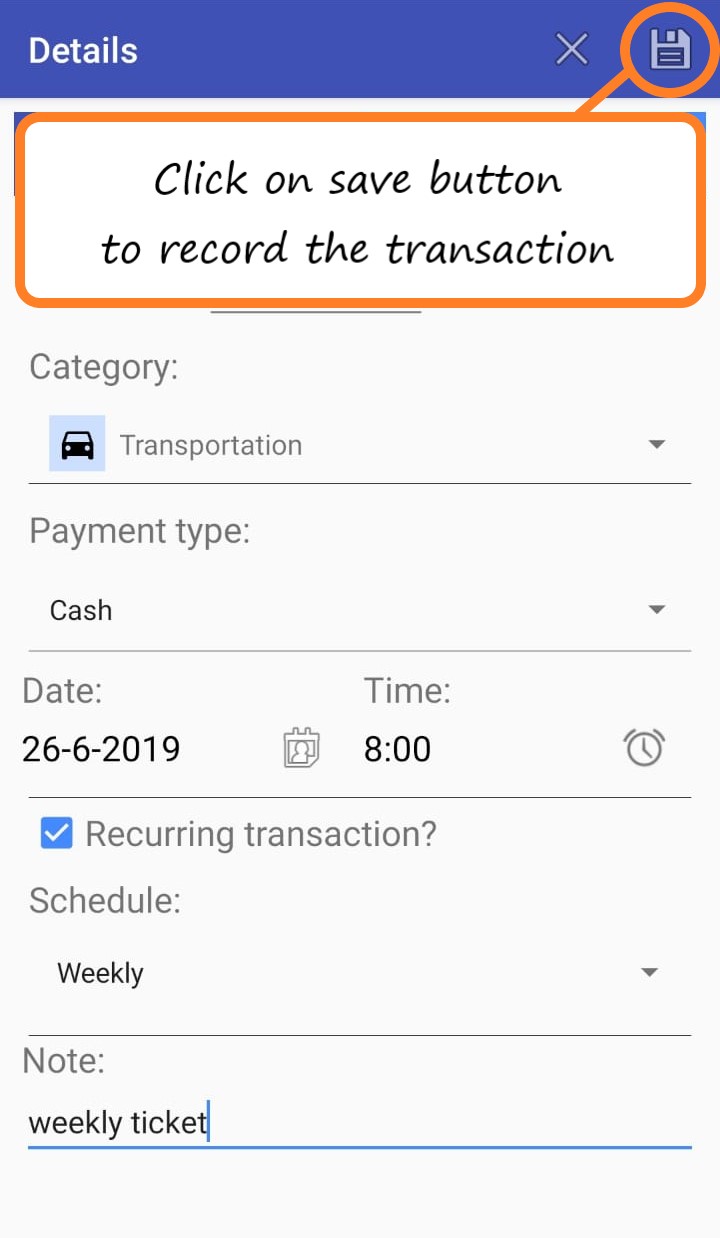 Details
Click on save button
to record the transaction
Category:
Transportation
Payment type:
Cash
Date: Time:
26-6-2019 8:00
Recurring transaction?
Schedule:
Weekly
Note:
weekly ticket